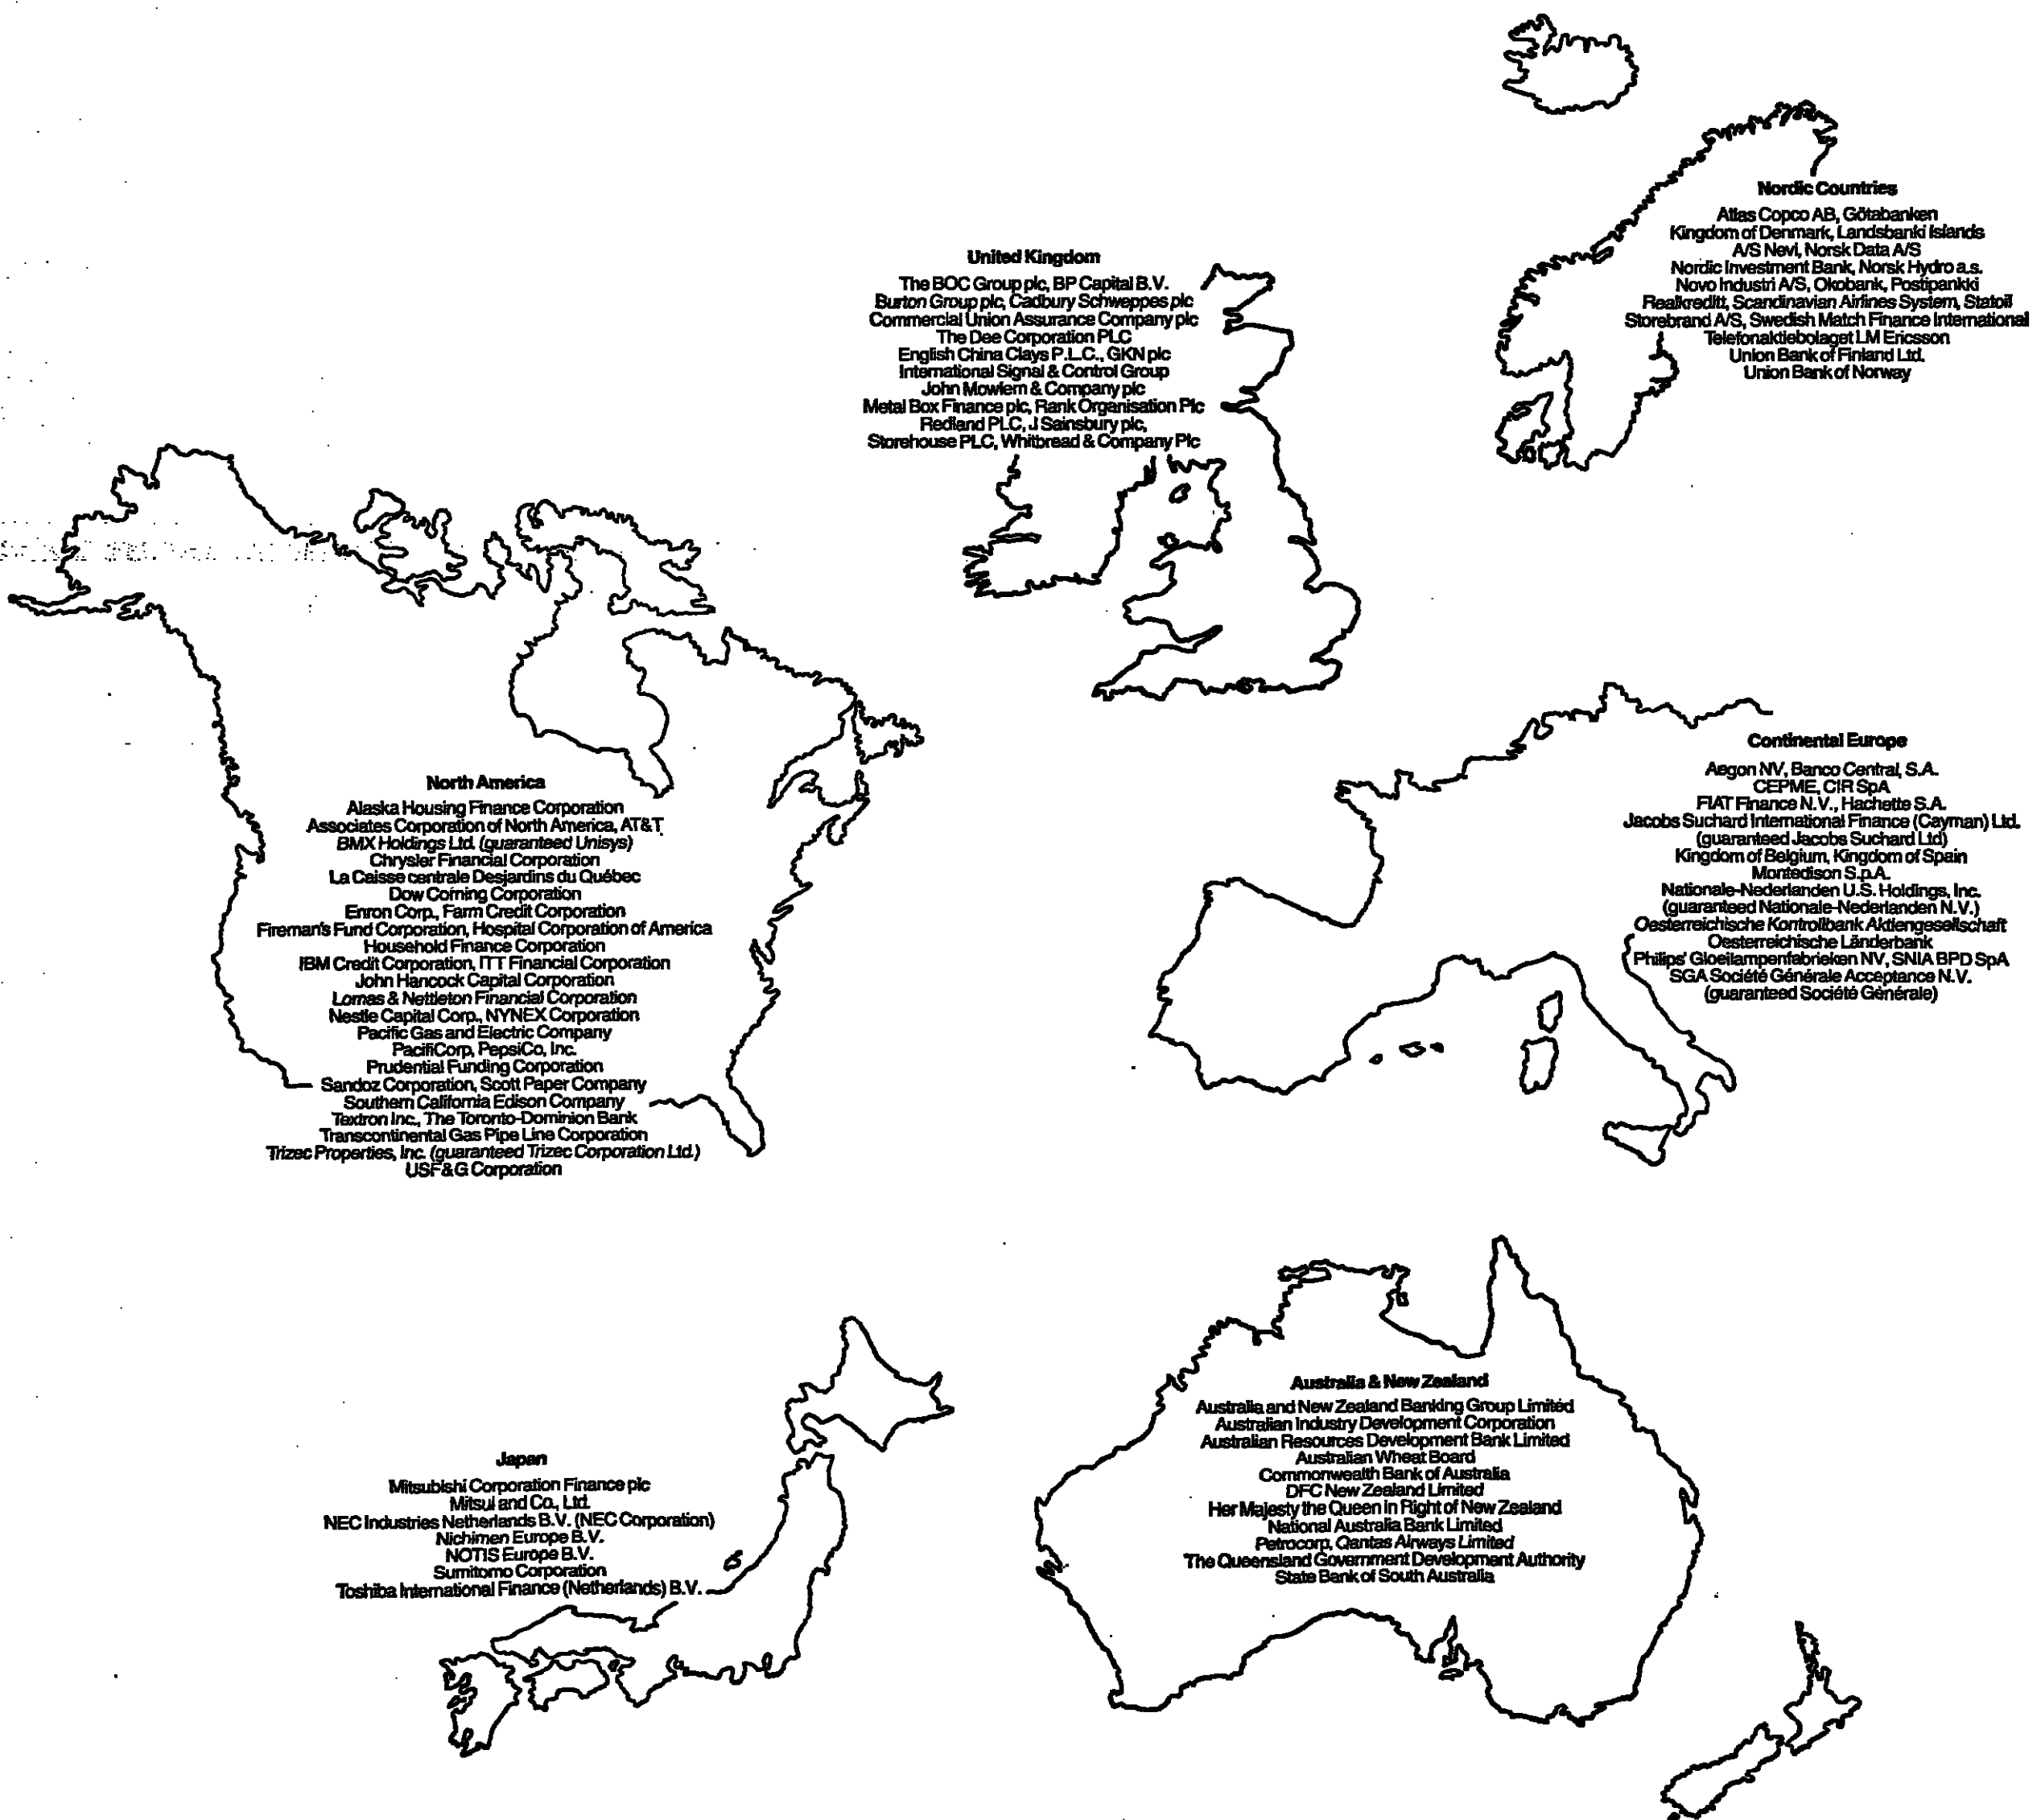 Nordic Countries
Atlas Copco AB, Götabanken
Kingdom of Denmark, Landsbanki Islands
A/S Nevi, Norsk Data A/S
Nordic Investment Bank, Norsk Hydro a.s.
Novo Industri A/S, Okobank, Postipankki
Realkreditt, Scandinavian Airlines System, Statoil
Storebrand A/S, Swedish Match Finance International
Telefonaktiebolaget LM Ericsson
Union Bank of Finland Ltd.
Union Bank of Norway
United Kingdom
The BOC Group plc, BP Capital B.V.
Burton Group plc, Cadbury Schweppes plc
Commercial Union Assurance Company plc
The Dee Corporation PLC
English China Clays P.L.C., GKN plc
International Signal & Control Group
John Mowlem & Company plc
Metal Box Finance plc, Rank Organisation Plc
Redland PLC, J Sainsbury plc,
Storehouse PLC, Whitbread & Company Plc
North America
Alaska Housing Finance Corporation
Associates Corporation of North America, AT&T
BMX Holdings Ltd. (guaranteed Unisys)
Chrysler Financial Corporation
La Caisse centrale Desjardins du Québec
Dow Corning Corporation
Enron Corp., Farm Credit Corporation
Fireman's Fund Corporation, Hospital Corporation of America
Household Finance Corporation
IBM Credit Corporation, ITT Financial Corporation
John Hancock Capital Corporation
Lomas & Nettleton Financial Corporation
Nestle Capital Corp., NYNEX Corporation
Pacific Gas and Electric Company
PacifiCorp, PepsiCo, Inc.
Prudential Funding Corporation
Sandoz Corporation, Scott Paper Company
Southern California Edison Company
Textron Inc., The Toronto-Dominion Bank
Transcontinental Gas Pipe Line Corporation
Trizec Properties, Inc. (guaranteed Trizec Corporation Ltd.)
USF&G Corporation
Continental Europe
Aegon NV, Banco Central, S.A.
CEPME, CIR SpA
FIAT Finance N.V., Hachette S.A.
Jacobs Suchard International Finance (Cayman) Ltd.
(guaranteed Jacobs Suchard Ltd)
Kingdom of Belgium, Kingdom of Spain
Montedison S.p.A.
Nationale-Nederlanden U.S. Holdings, Inc.
(guaranteed Nationale-Nederlanden N.V.)
Oesterreichische Kontrollbank Aktiengesellschaft
Oesterreichische Länderbank
Philips' Gloeilampenfabrieken NV, SNIA BPD SpA
SGA Société Générale Acceptance N.V.
(guaranteed Société Générale)
Japan
Mitsubishi Corporation Finance plc
Mitsui and Co., Ltd.
NEC Industries Netherlands B.V. (NEC Corporation)
Nichimen Europe B.V.
NOTIS Europe B.V.
Sumitomo Corporation
Toshiba International Finance (Netherlands) B.V.
Australia & New Zealand
Australia and New Zealand Banking Group Limited
Australian Industry Development Corporation
Australian Resources Development Bank Limited
Australian Wheat Board
Commonwealth Bank of Australia
DFC New Zealand Limited
Her Majesty the Queen in Right of New Zealand
National Australia Bank Limited
Petrocorp, Qantas Airways Limited
The Queensland Government Development Authority
State Bank of South Australia